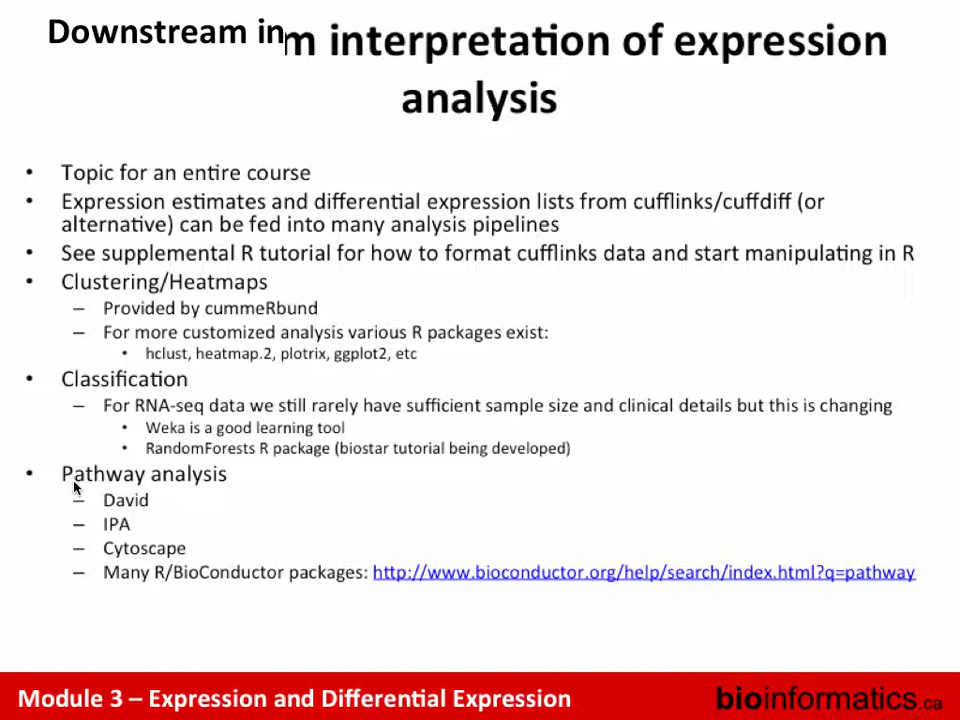 Downstream in
m interpretation of expression
analysis
• Topic for an entire course
• Expression estimates and differential expression lists from cufflinks/cuffdiff (or
alternative) can be fed into many analysis pipelines
• See supplemental R tutorial for how to format cufflinks data and start manipulating in R
• Clustering/Heatmaps
– Provided by cummeRbund
– For more customized analysis various R packages exist:
• hclust, heatmap.2, plotrix, ggplot2, etc
• Classification
– For RNA-seq data we still rarely have sufficient sample size and clinical details but this is changing
• Weka is a good learning tool
• RandomForests R package (biostar tutorial being developed)
• Pathway analysis
– David
– IPA
– Cytoscape
– Many R/BioConductor packages: http://www.bioconductor.org/help/search/index.html?q=pathway
Module 3 – Expression and Differential Expression
bioinformatics.ca